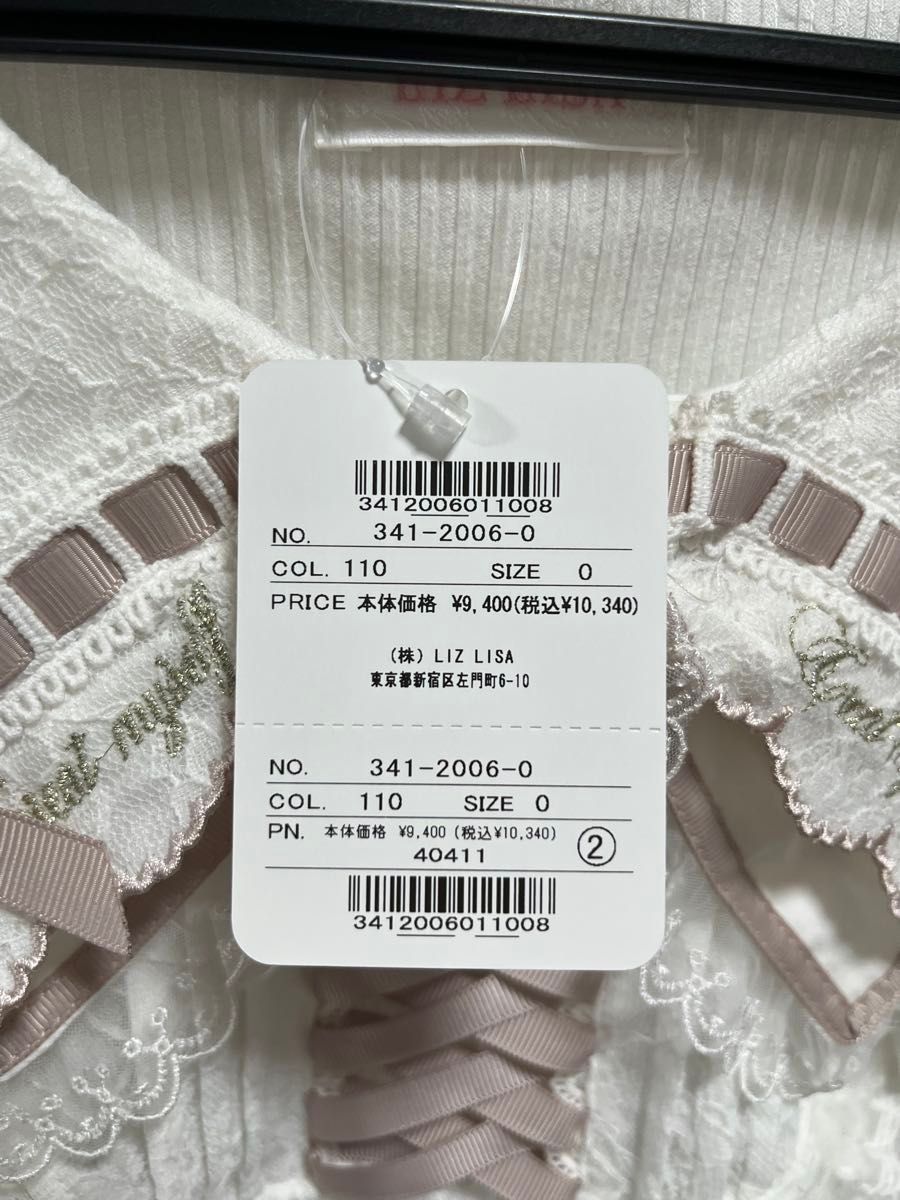 LIZ LISA
3412006011008
NO. 341-2006-0
COL. 110 SIZE 0
PRICE 本体価格 ¥9,400(税込¥10,340)
(株) LIZ LISA
東京都新宿区左門町6-10
NO. 341-2006-0
COL. 110 SIZE 0
PN. 本体価格 ¥9,400 (税込¥10,340)
40411 ②
3412006011008